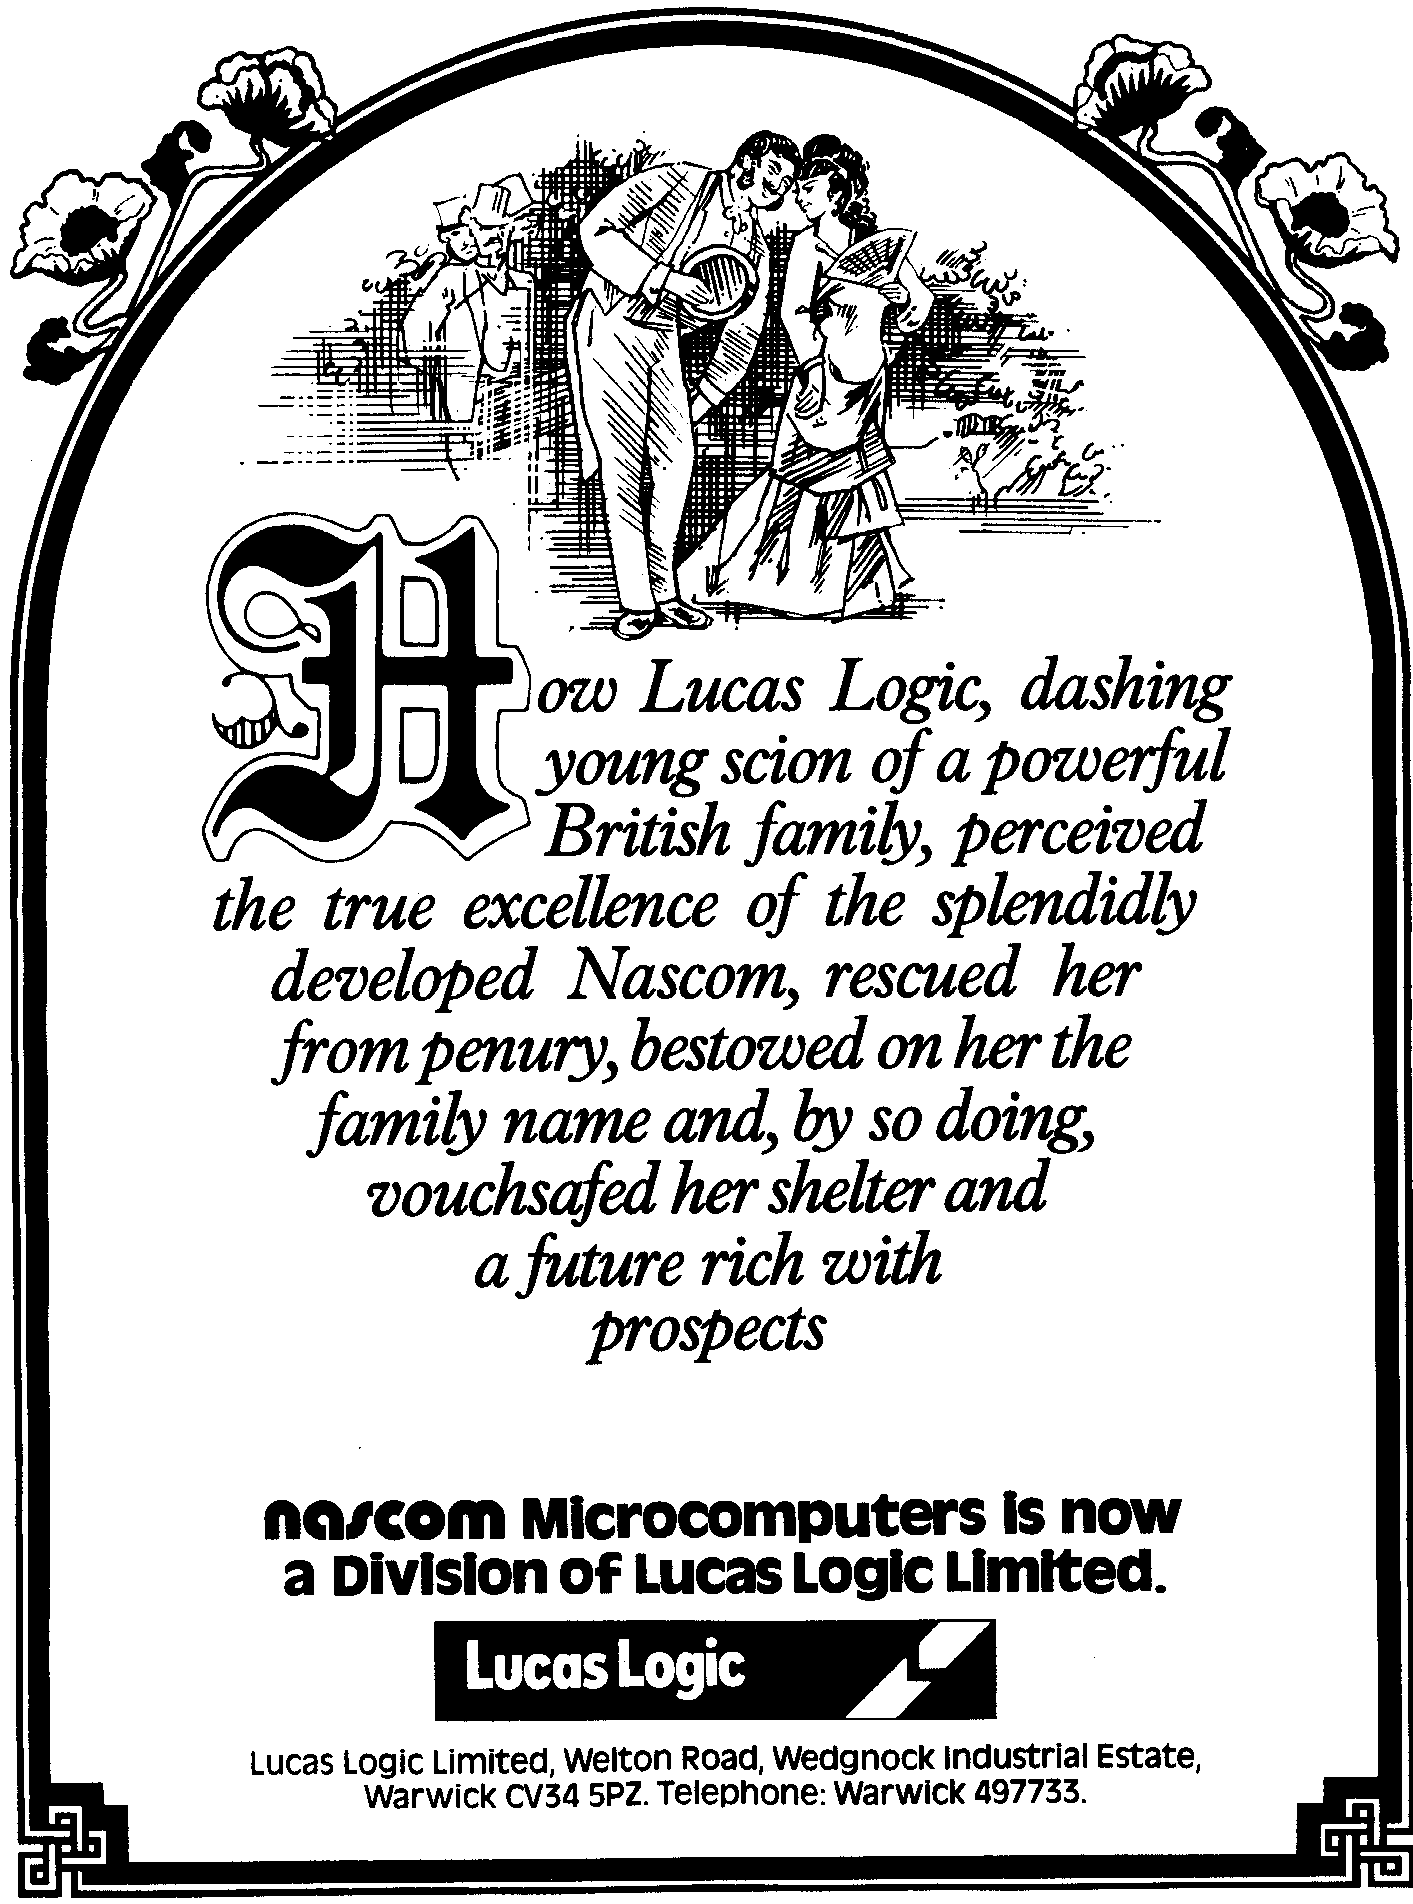 How Lucas Logic, dashing
young scion of a powerful
British family, perceived
the true excellence of the splendidly
developed Nascom, rescued her
from penury, bestowed on her the
family name and, by so doing,
vouchsafed her shelter and
a future rich with
prospects
nascom Microcomputers is now
a Division of Lucas Logic Limited.
Lucas Logic
Lucas Logic Limited, Welton Road, Wedgnock Industrial Estate,
Warwick CV34 5PZ. Telephone: Warwick 497733.